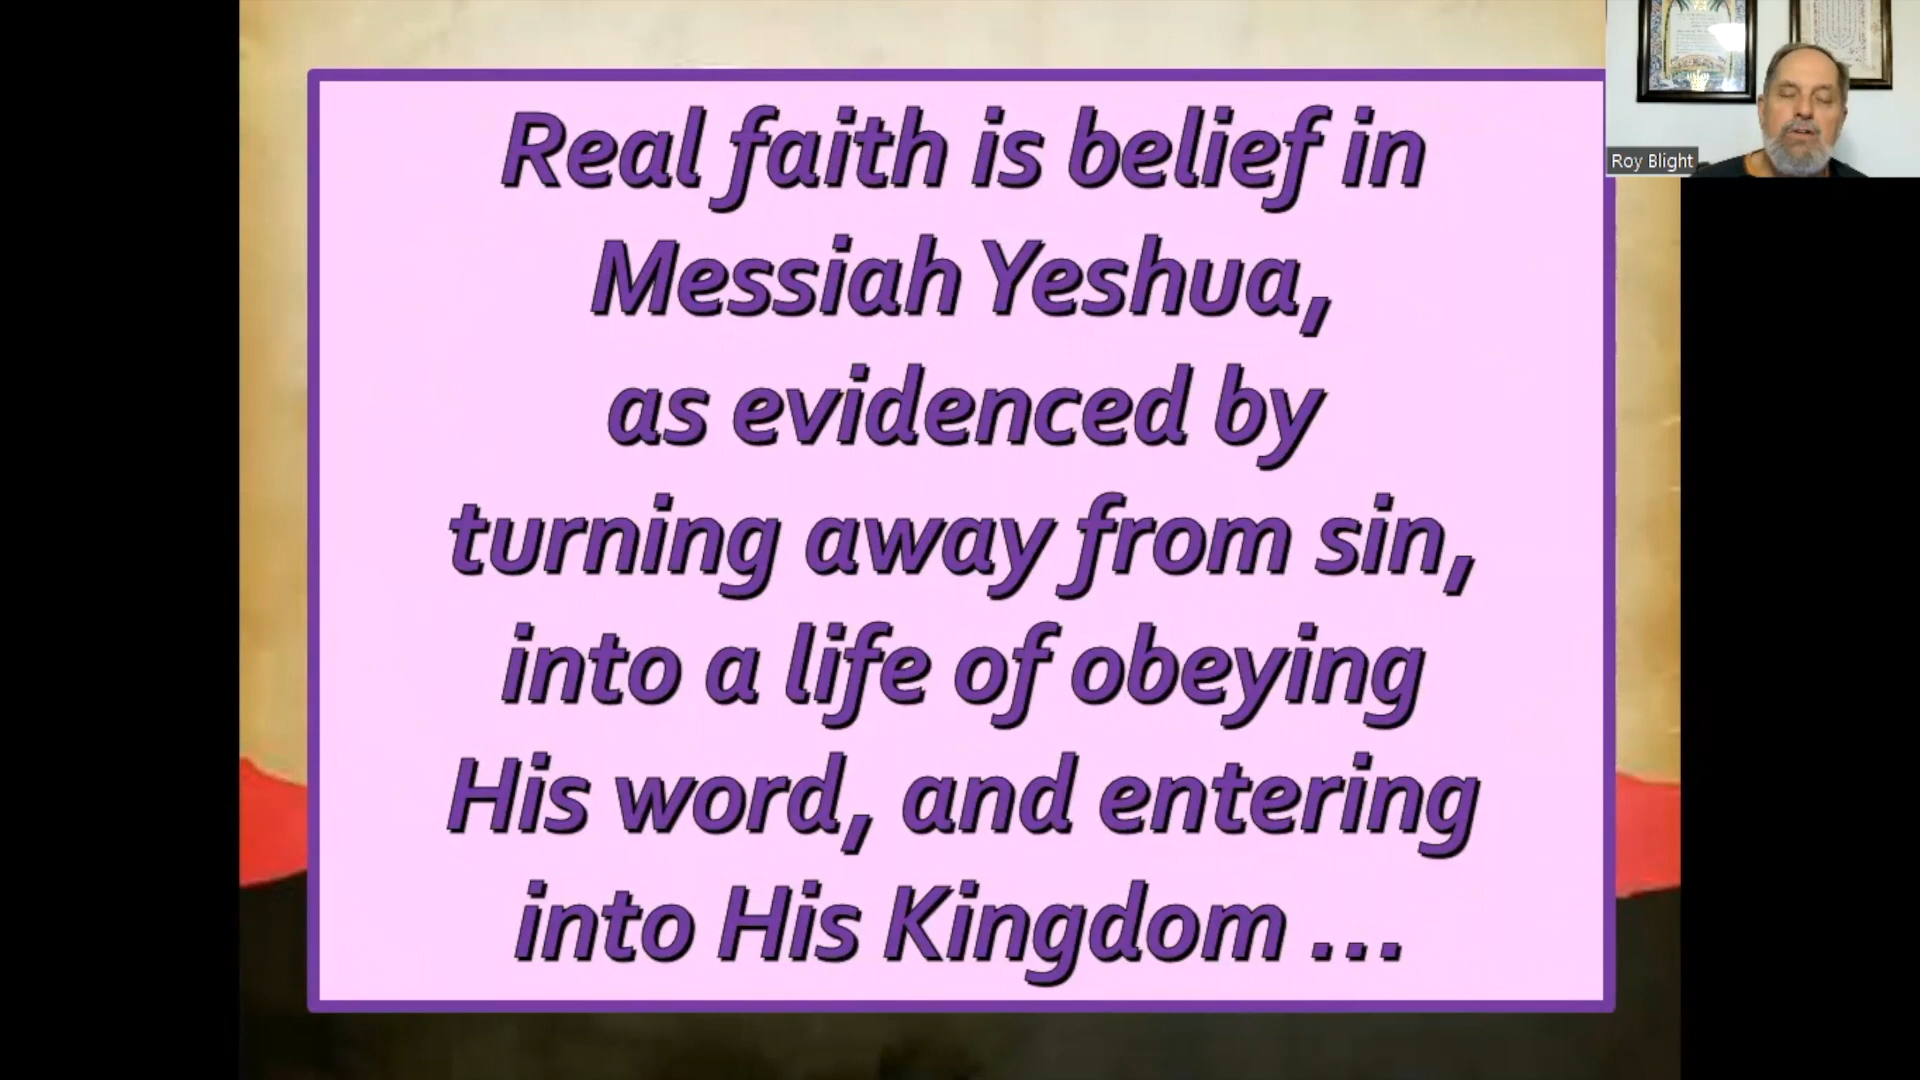 Real faith is belief in
Messiah Yeshua,
as evidenced by
turning away from sin,
into a life of obeying
His word, and entering
into His Kingdom ...
Roy Blight